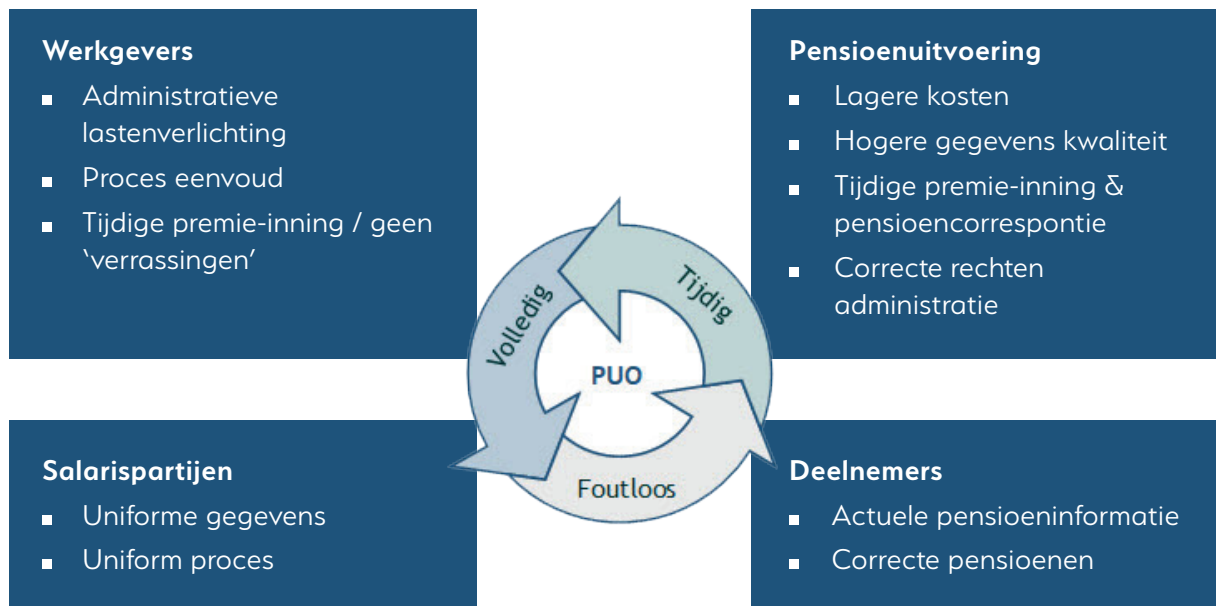 Werkgevers
▪ Administratieve
lastenverlichting
▪ Proces eenvoud
▪ Tijdige premie-inning / geen
‘verrassingen’
Pensioenuitvoering
▪ Lagere kosten
▪ Hogere gegevens kwaliteit
▪ Tijdige premie-inning &
pensioencorrespontie
▪ Correcte rechten
administratie
Volledig
Tijdig
PUO
Foutloos
Salarispartijen
▪ Uniforme gegevens
▪ Uniform proces
Deelnemers
▪ Actuele pensioeninformatie
▪ Correcte pensioenen